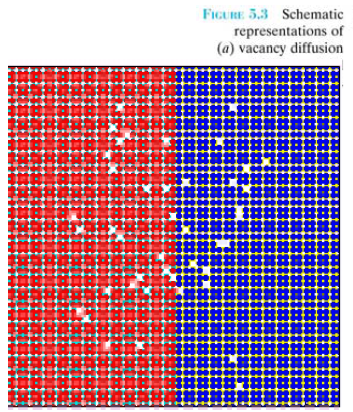 FIGURE 5.3 Schematic
representations of
(a) vacancy diffusion